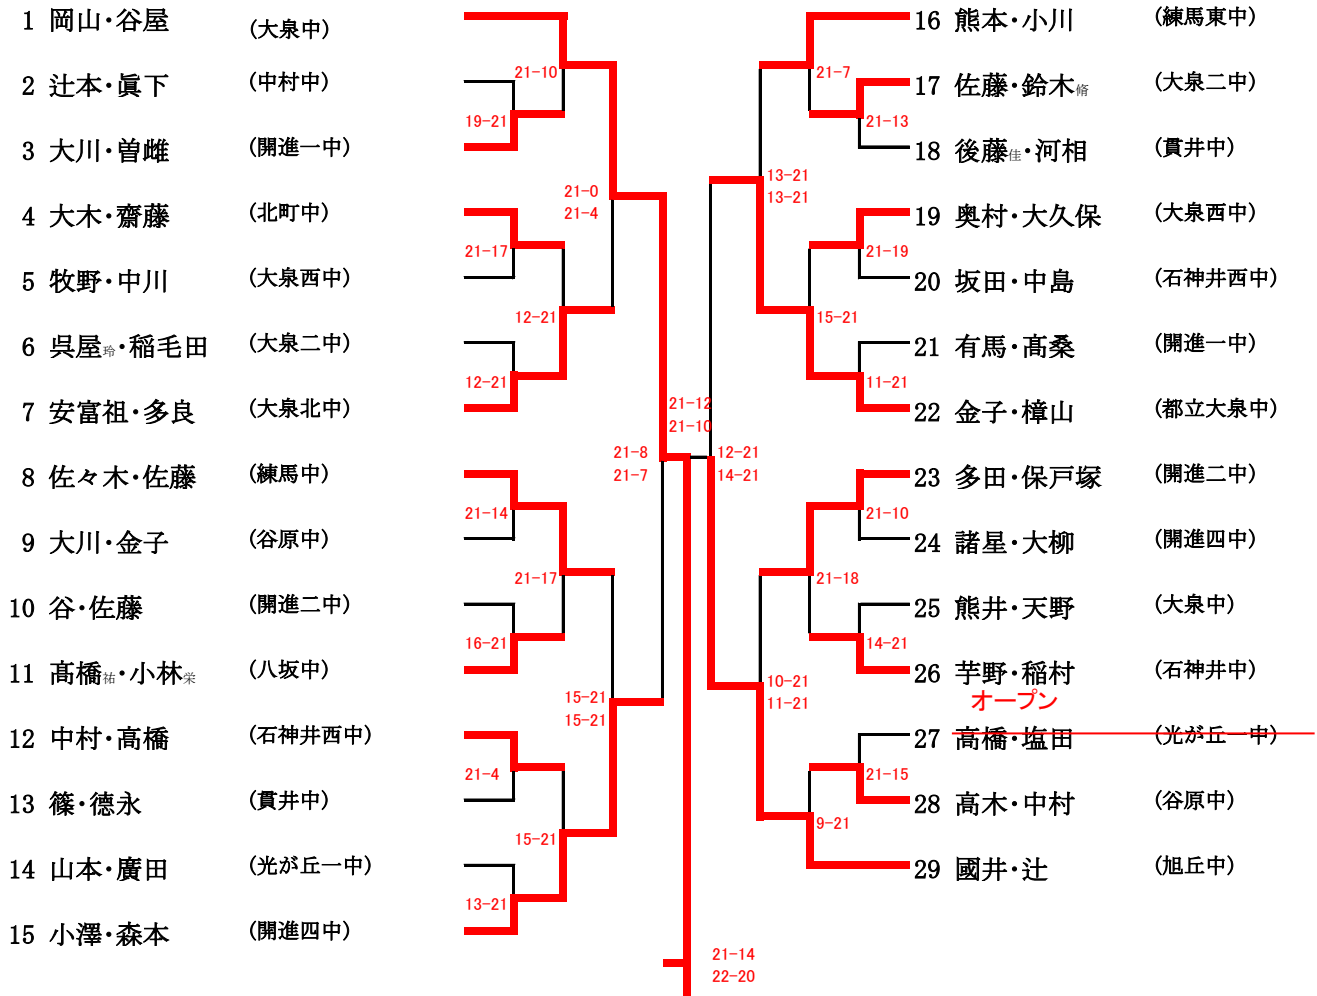 1 岡山・谷屋 (大泉中)
2 辻本・眞下 (中村中)
3 大川・曽雌 (開進一中)
4 大木・齋藤 (北町中)
5 牧野・中川 (大泉西中)
6 呉屋玲・稲毛田 (大泉二中)
7 安富祖・多良 (大泉北中)
8 佐々木・佐藤 (練馬中)
9 大川・金子 (谷原中)
10 谷・佐藤 (開進二中)
11 髙橋祐・小林栄 (八坂中)
12 中村・高橋 (石神井西中)
13 篠・德永 (貫井中)
14 山本・廣田 (光が丘一中)
15 小澤・森本 (開進四中)
21-10
19-21
21-17
12-21
12-21
21-14
21-17
16-21
21-4
15-21
13-21
21-0
21-4
15-21
15-21
21-8
21-7
21-12
21-10
12-21
14-21
13-21
13-21
10-21
11-21
21-7
21-13
21-19
15-21
11-21
21-10
21-18
14-21
21-15
9-21
16 熊本・小川 (練馬東中)
17 佐藤・鈴木脩 (大泉二中)
18 後藤佳・河相 (貫井中)
19 奥村・大久保 (大泉西中)
20 坂田・中島 (石神井西中)
21 有馬・髙桑 (開進一中)
22 金子・樟山 (都立大泉中)
23 多田・保戸塚 (開進二中)
24 諸星・大柳 (開進四中)
25 熊井・天野 (大泉中)
26 芋野・稲村 (石神井中)
オープン
27 高橋・塩田 (光が丘一中)
28 高木・中村 (谷原中)
29 國井・辻 (旭丘中)
21-14
22-20